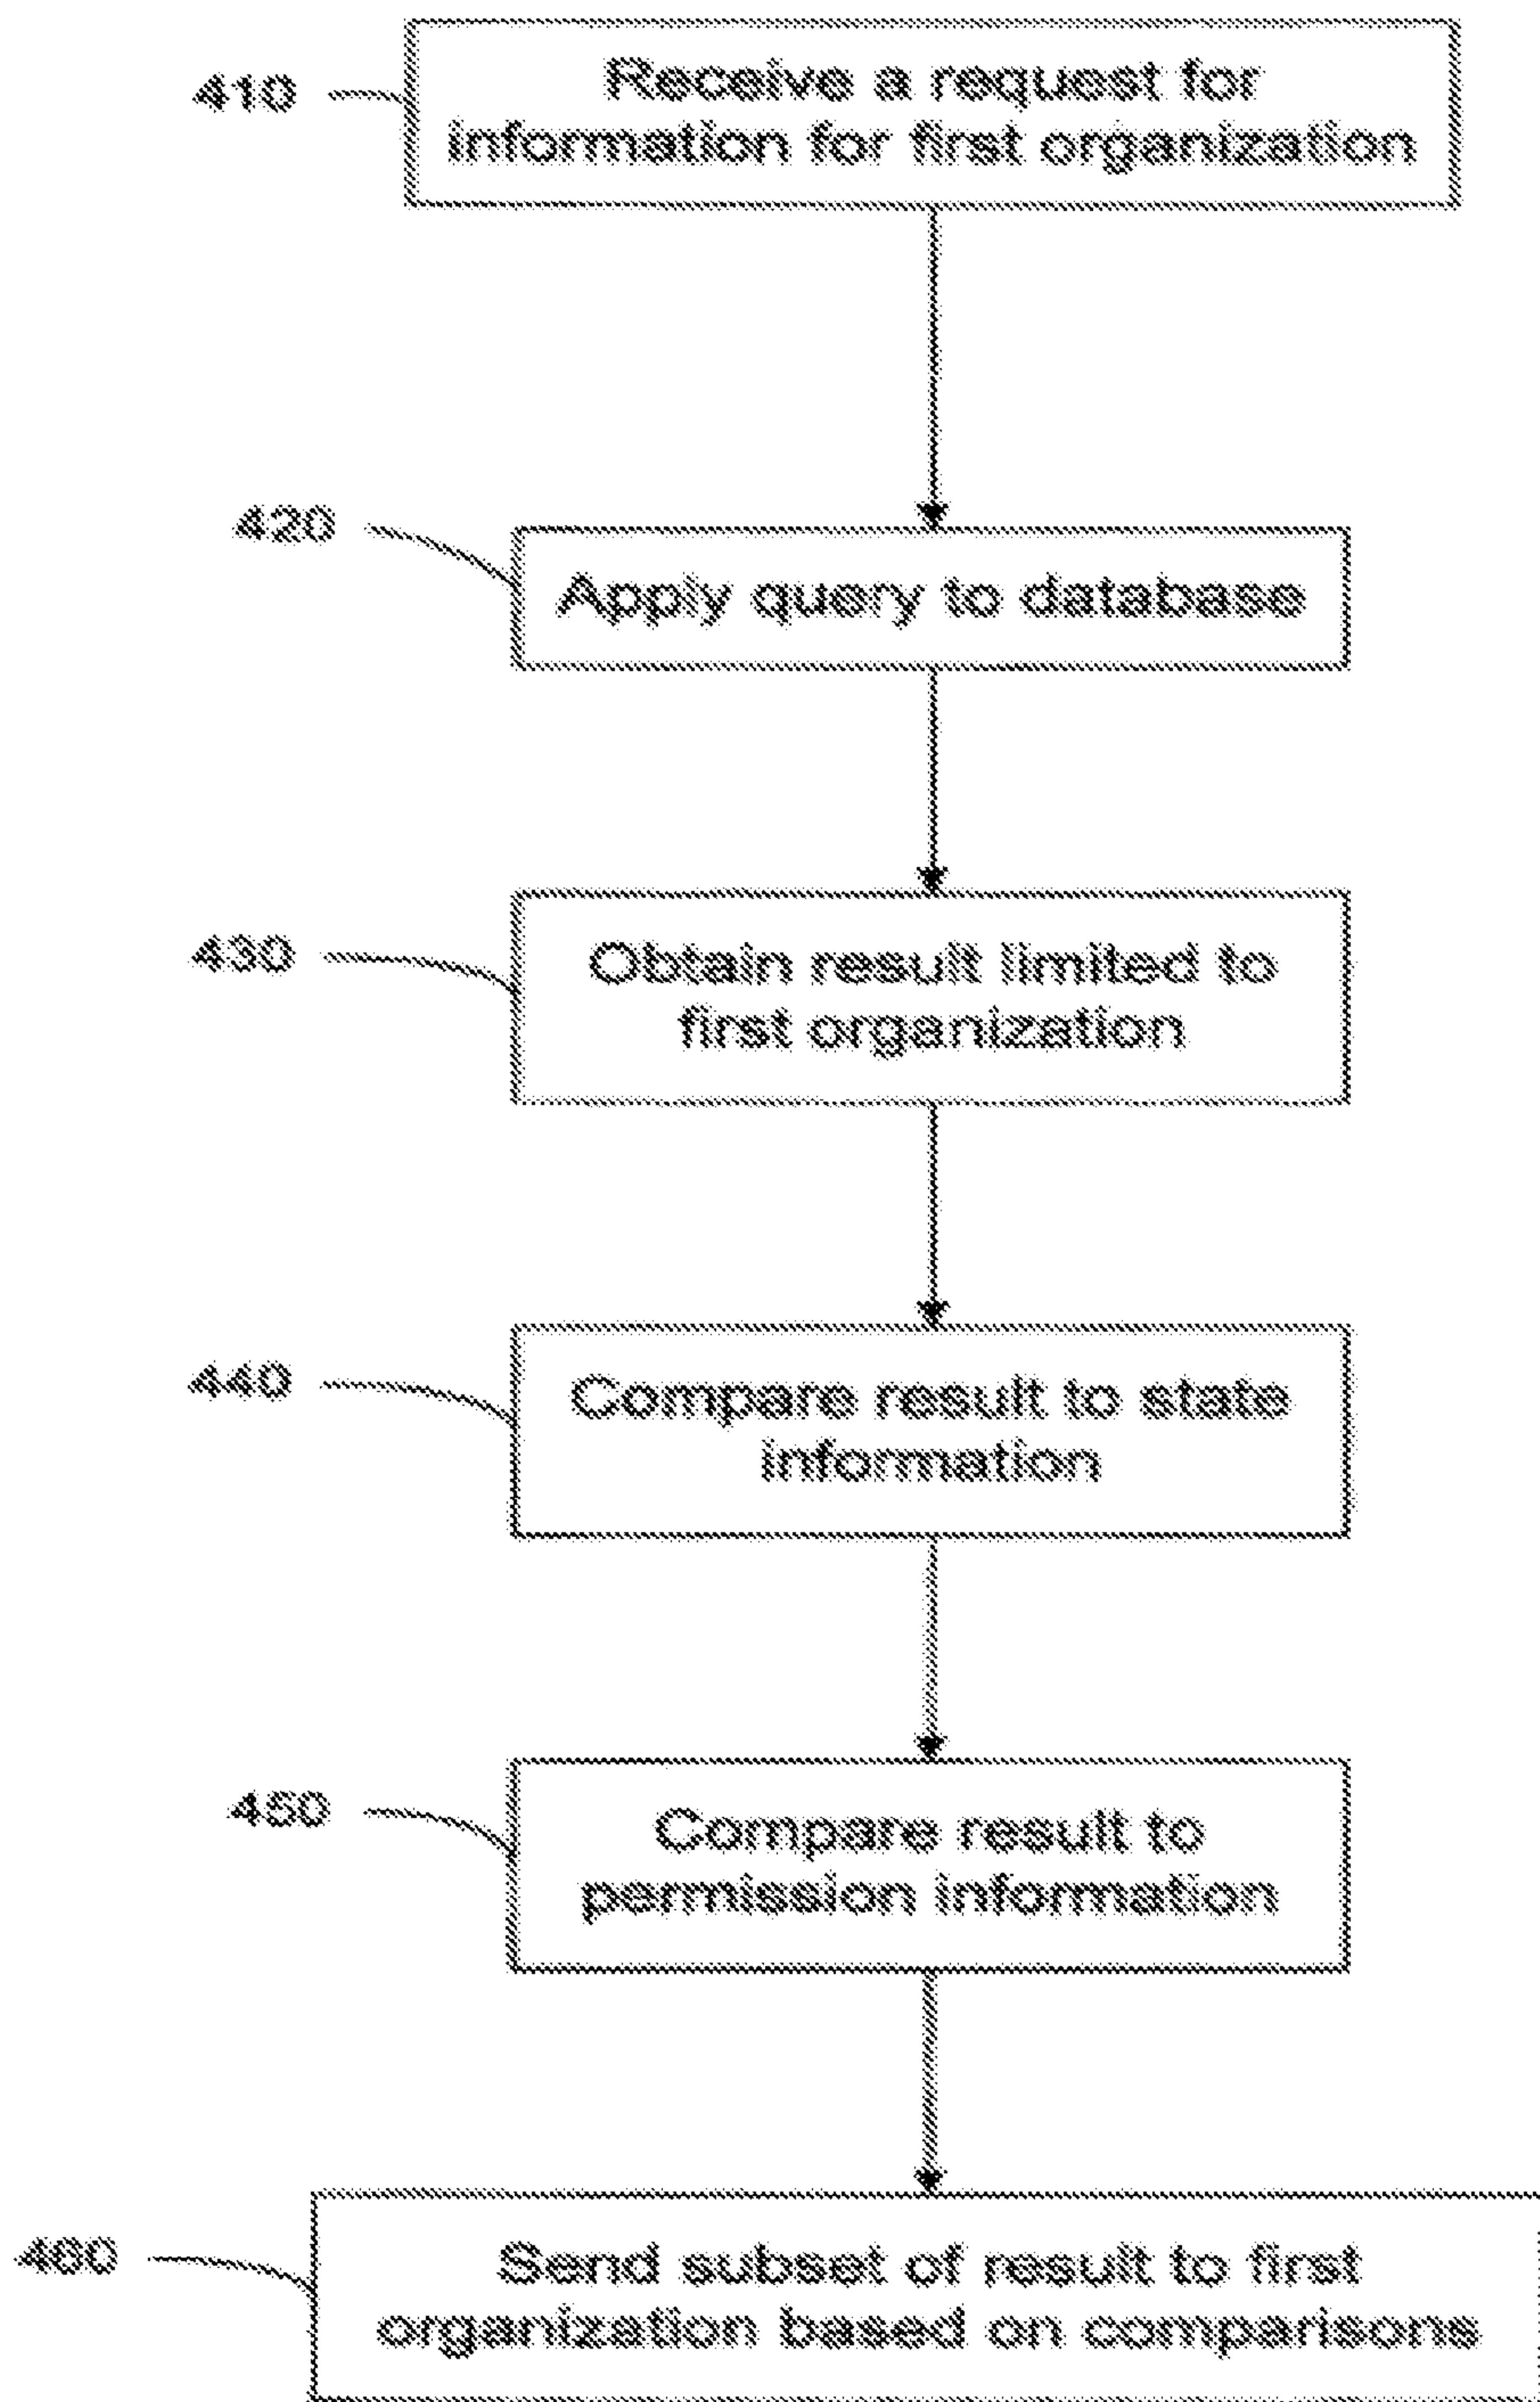 410
Receive a request for
information for first organization
420
Apply query to database
430
Obtain result limited to
first organization
440
Compare result to state
information
450
Compare result to
permission information
460
Send subset of result to first
organization based on comparisons